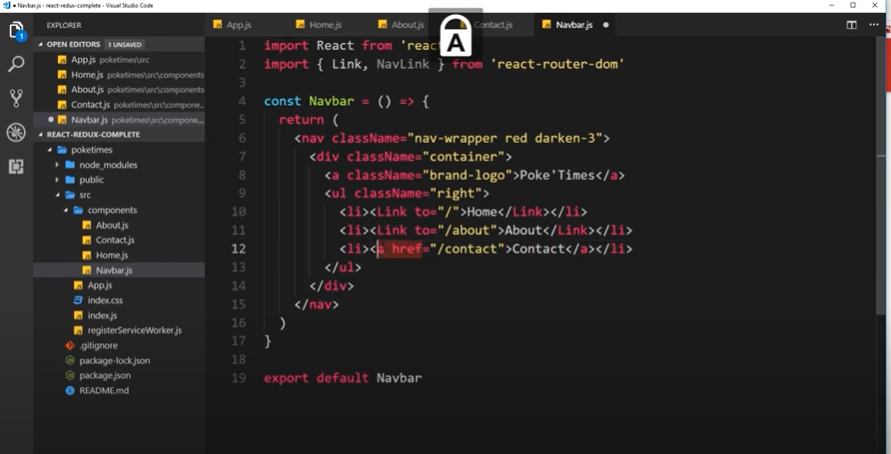 Navbar.js - react-redux-complete - Visual Studio Code
EXPLORER
OPEN EDITORS 1 UNSAVED
App.js poketimes\src
Home.js poketimes\src\components
About.js poketimes\src\components
Contact.js poketimes\src\compone...
Navbar.js poketimes\src\compone...
REACT-REDUX-COMPLETE
poketimes
node_modules
public
src
components
About.js
Contact.js
Home.js
Navbar.js
App.js
index.css
index.js
registerServiceWorker.js
.gitignore
package-lock.json
package.json
README.md
1
App.js Home.js About.js Contact.js Navbar.js
A
1 import React from 'reac
2 import { Link, NavLink } from 'react-router-dom'
3
4 const Navbar = () => {
5 return (
6 <nav className="nav-wrapper red darken-3">
7 <div className="container">
8 <a className="brand-logo">Poke'Times</a>
9 <ul className="right">
10 <li><Link to="/">Home</Link></li>
11 <li><Link to="/about">About</Link></li>
12 <li><a href="/contact">Contact</a></li>
13 </ul>
14 </div>
15 </nav>
16 )
17 }
18
19 export default Navbar